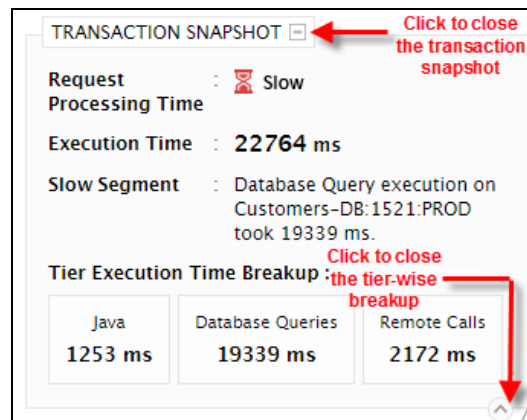 TRANSACTION SNAPSHOT
Click to close
the transaction
snapshot
Request
Processing Time
: Slow
Execution Time : 22764 ms
Slow Segment : Database Query execution on
Customers-DB:1521:PROD
took 19339 ms.
Click to close
the tier-wise
breakup
Tier Execution Time Breakup :
Java Database Queries Remote Calls
1253 ms 19339 ms 2172 ms